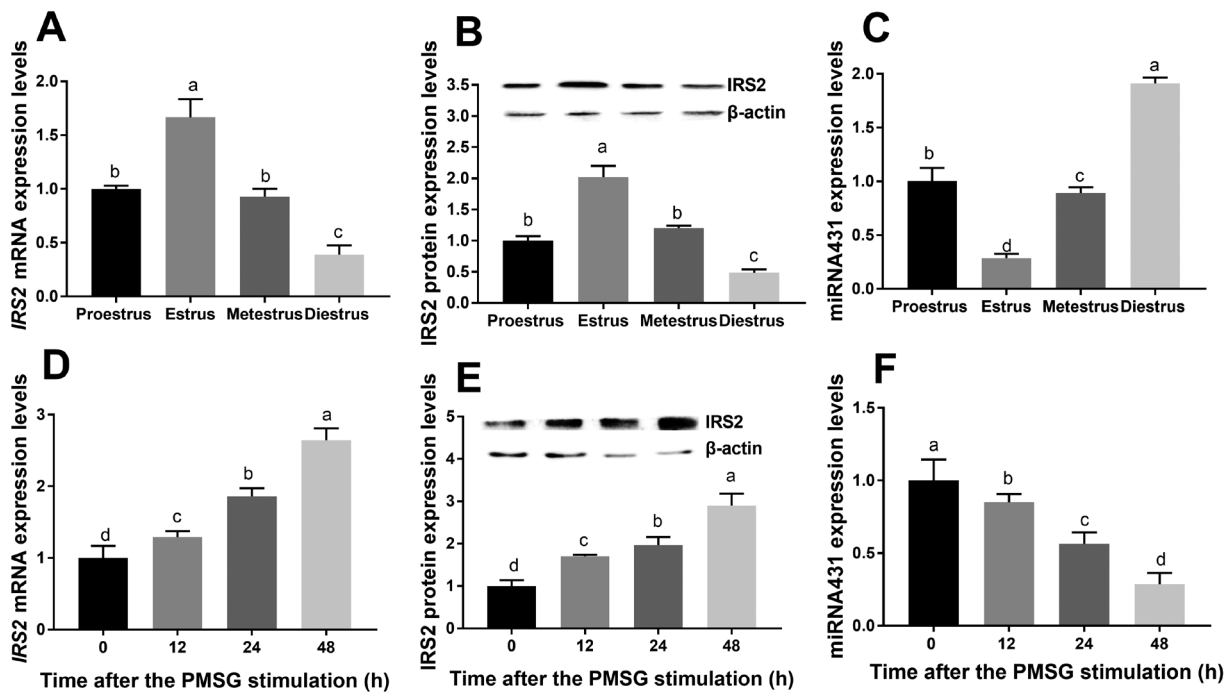 A
IRS2 mRNA expression levels
2.0
1.5
1.0
0.5
0.0
b
a
b
c
Proestrus Estrus Metestrus Diestrus
B
IRS2 protein expression levels
3.5
3.0
2.5
2.0
1.5
1.0
0.5
0.0
IRS2
β-actin
b
a
b
c
Proestrus Estrus Metestrus Diestrus
C
miRNA431 expression levels
2.0
1.5
1.0
0.5
0.0
b
d
c
a
Proestrus Estrus Metestrus Diestrus
D
IRS2 mRNA expression levels
3
2
1
0
d
c
b
a
0 12 24 48
Time after the PMSG stimulation (h)
E
IRS2 protein expression levels
5
4
3
2
1
0
IRS2
β-actin
d
c
b
a
0 12 24 48
Time after the PMSG stimulation (h)
F
miRNA431 expression levels
1.5
1.0
0.5
0.0
a
b
c
d
0 12 24 48
Time after the PMSG stimulation (h)